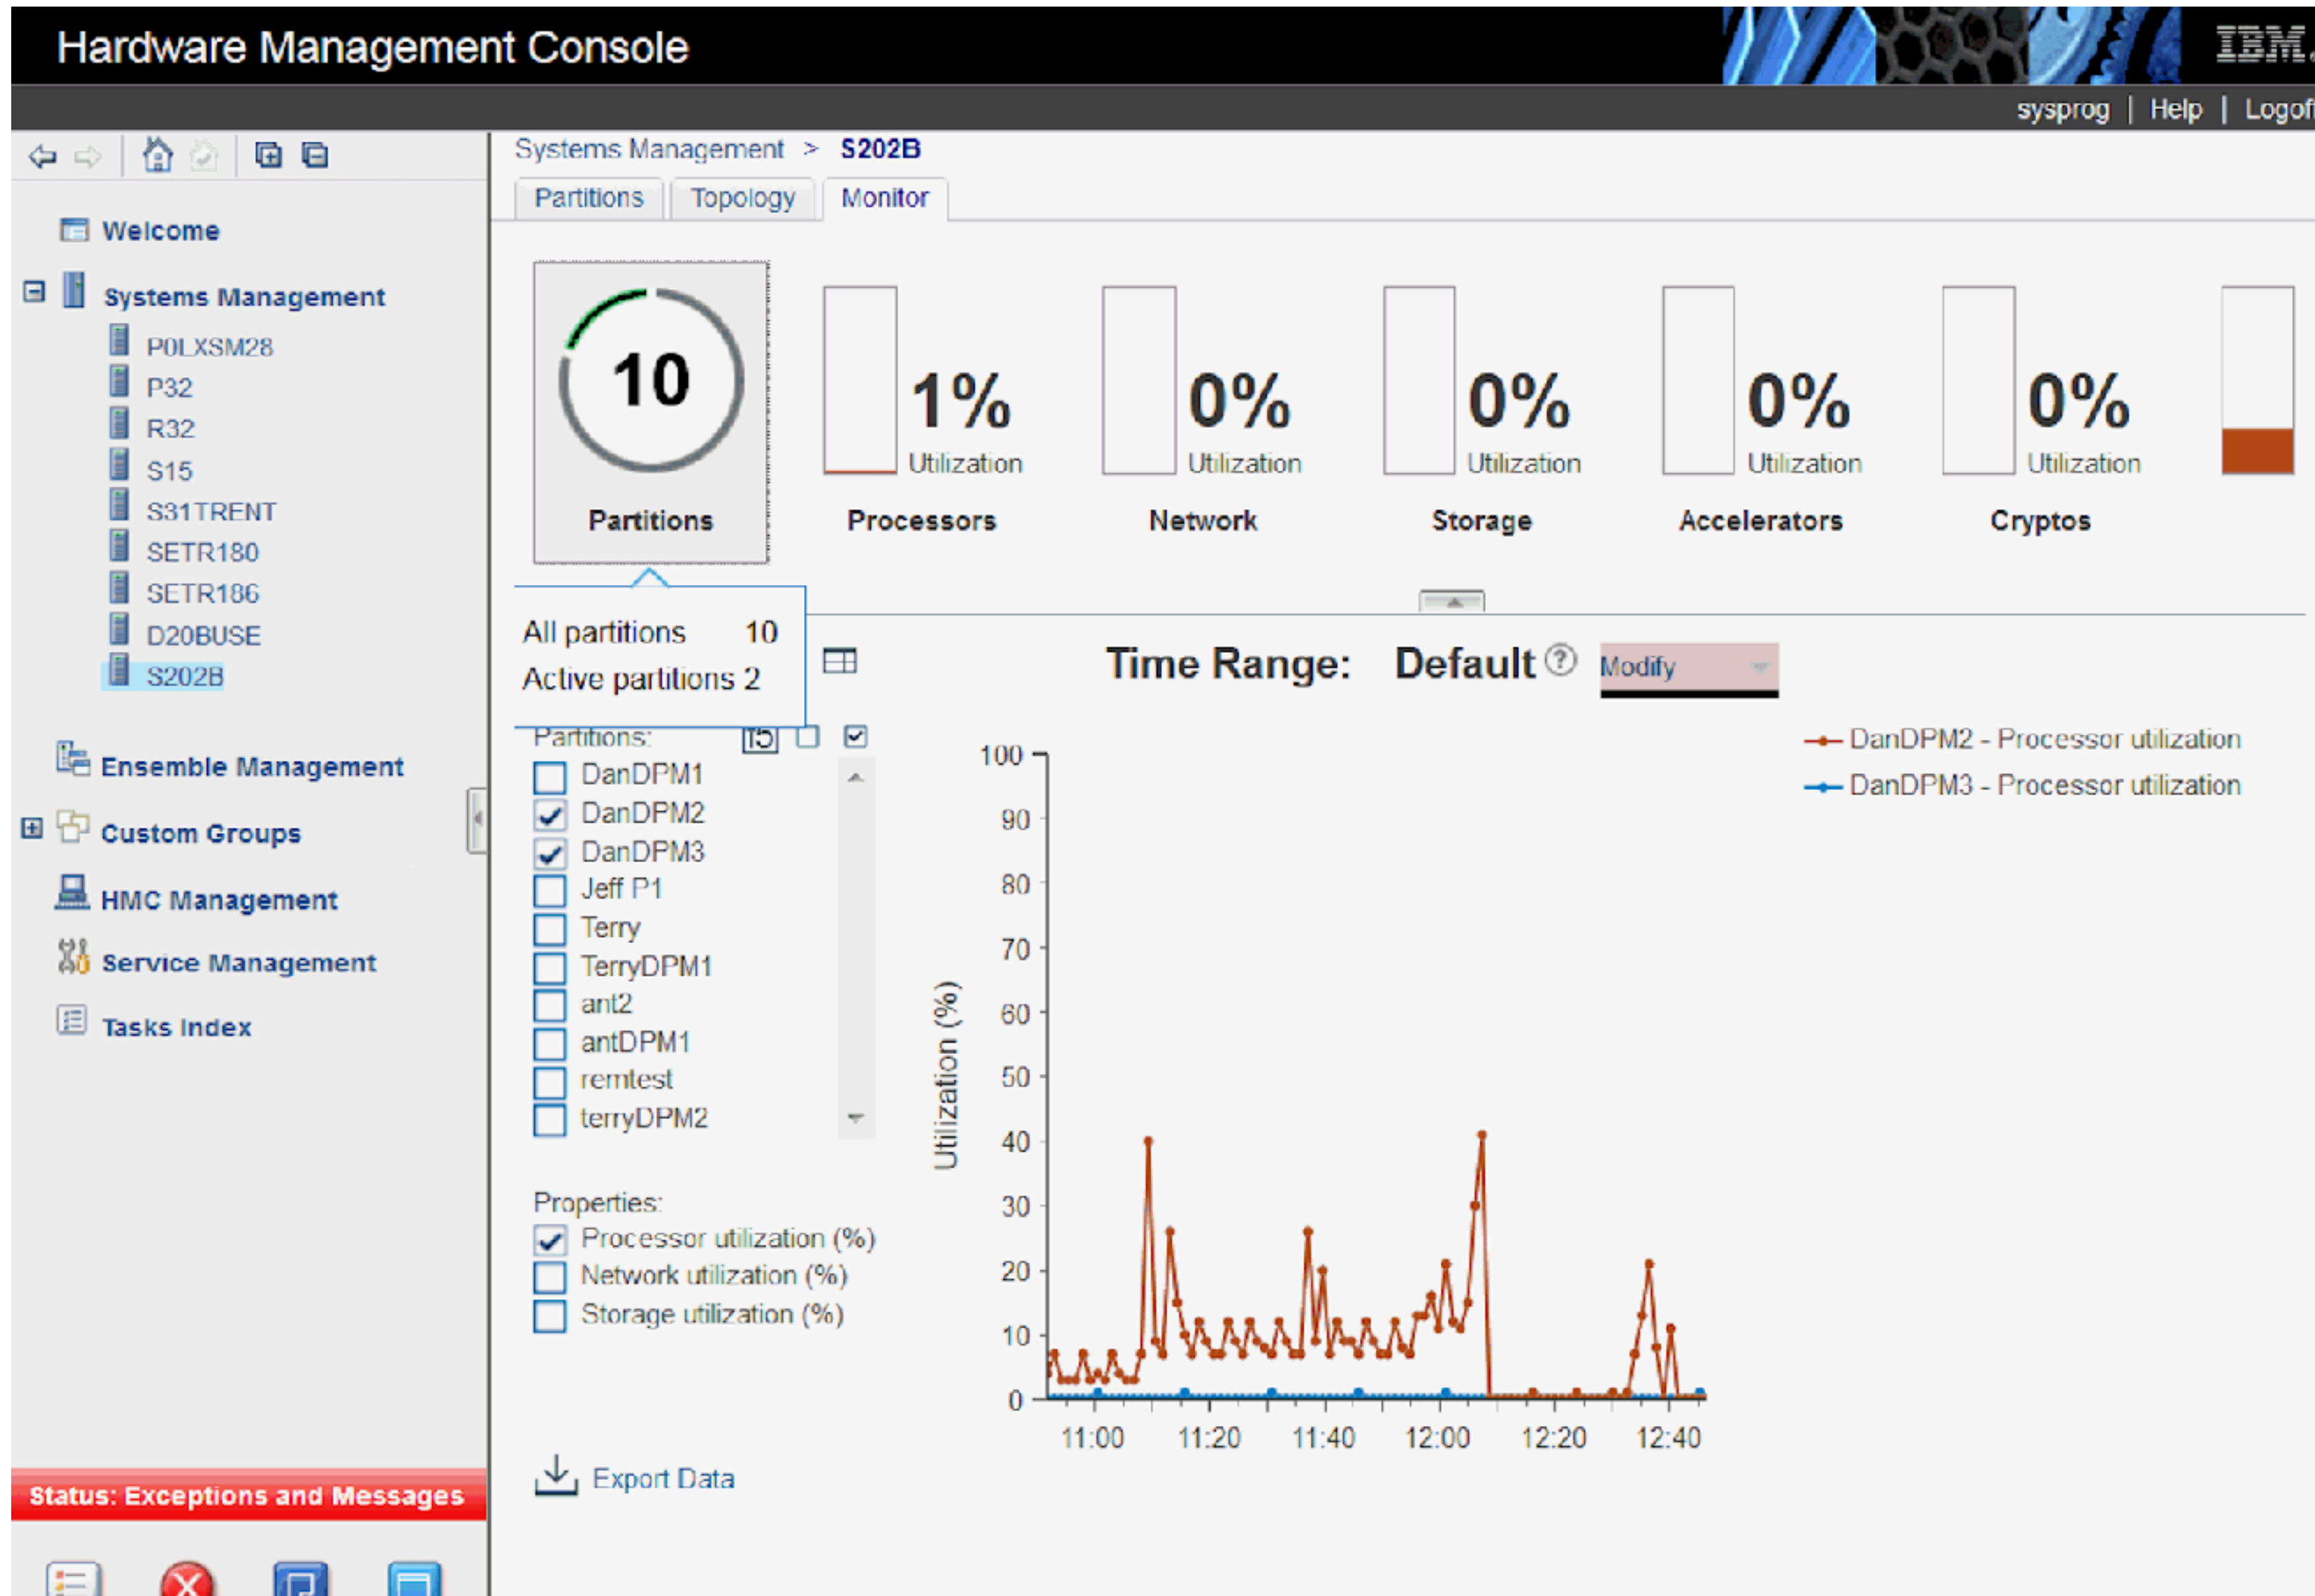 Hardware Management Console
IBM.
sysprog | Help | Logoff
Systems Management > S202B
Partitions Topology Monitor
Welcome
Systems Management
P0LXSM28
P32
R32
S15
S31TRENT
SETR180
SETR186
D20BUSE
S202B
Ensemble Management
Custom Groups
HMC Management
Service Management
Tasks Index
Status: Exceptions and Messages
10
Partitions
1%
Utilization
Processors
0%
Utilization
Network
0%
Utilization
Storage
0%
Utilization
Accelerators
0%
Utilization
Cryptos
All partitions 10
Active partitions 2
Time Range: Default ? Modify
Partitions:
DanDPM1
DanDPM2
DanDPM3
Jeff P1
Terry
TerryDPM1
ant2
antDPM1
remtest
terryDPM2
Properties:
Processor utilization (%)
Network utilization (%)
Storage utilization (%)
Export Data
DanDPM2 - Processor utilization
DanDPM3 - Processor utilization
Utilization (%)
100
90
80
70
60
50
40
30
20
10
0
11:00 11:20 11:40 12:00 12:20 12:40